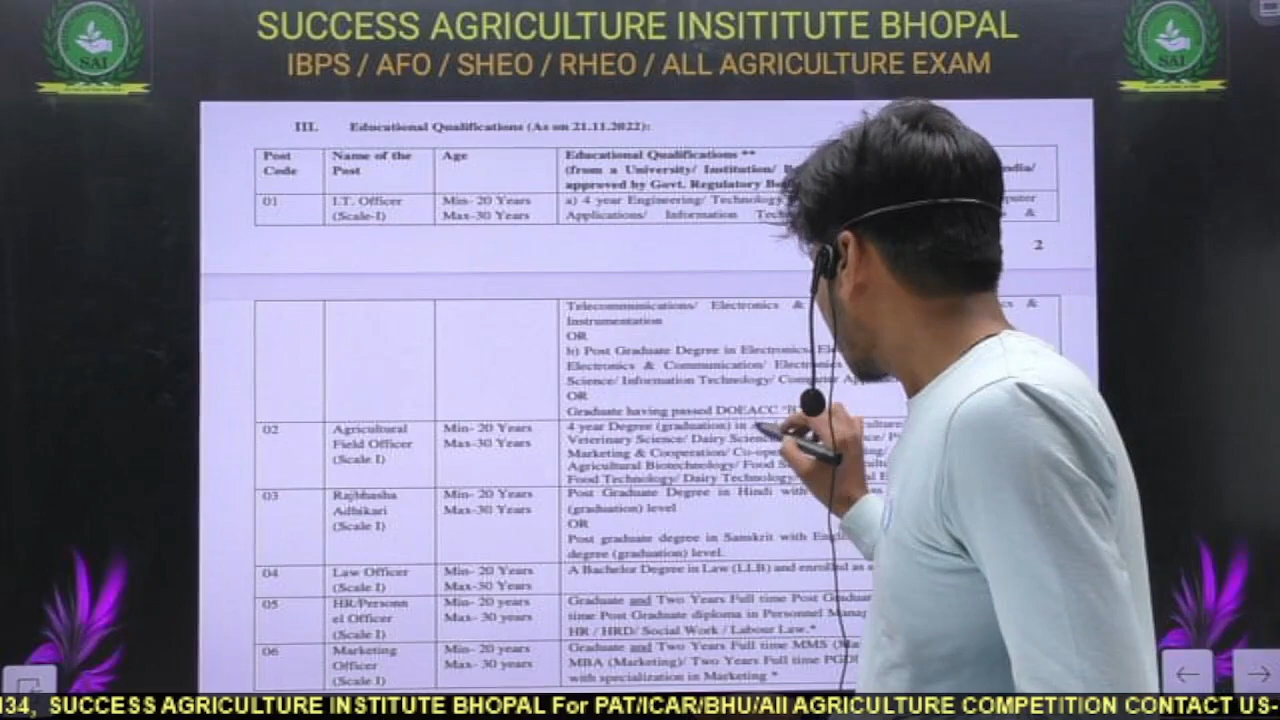 SUCCESS AGRICULTURE INSITITUTE BHOPAL
IBPS / AFO / SHEO / RHEO / ALL AGRICULTURE EXAM
SAI
SAI
III. Educational Qualifications (As on 21.11.2022):
Post Code
Name of the Post
Age
Educational Qualifications **
(from a University/ Institution/ India/
approved by Govt. Regulatory
01
I.T. Officer
(Scale-I)
Min- 20 Years
Max-30 Years
a) 4 year Engineering/ Technology
Applications/ Information &
2
Telecommunications/ Electronics & &
Instrumentation
OR
b) Post Graduate Degree in Electronics/
Electronics & Communication/
Science/ Information Technology/ Computer
OR
Graduate having passed DOEACC
02
Agricultural
Field Officer
(Scale I)
Min- 20 Years
Max-30 Years
4 year Degree (graduation) in
Veterinary Science/ Dairy
Marketing & Cooperation/
Agricultural Biotechnology/ Food
Food Technology/ Dairy Technology/
03
Rajbhasha
Adhikari
(Scale I)
Min- 20 Years
Max-30 Years
Post Graduate Degree in Hindi with
(graduation) level
OR
Post graduate degree in Sanskrit with
degree (graduation) level.
04
Law Officer
(Scale I)
Min- 20 Years
Max-30 Years
A Bachelor Degree in Law (LLB) and enrolled as
05
HR/Personn
el Officer
(Scale I)
Min- 20 years
Max- 30 years
Graduate and Two Years Full time Post
time Post Graduate diploma in Personnel
HR / HRD/ Social Work / Labour Law.*
06
Marketing
Officer
(Scale I)
Min- 20 years
Max- 30 years
Graduate and Two Years Full time MMS
MBA (Marketing)/ Two Years Full time
with specialization in Marketing *
34, SUCCESS AGRICULTURE INSTITUTE BHOPAL For PAT/ICAR/BHU/All AGRICULTURE COMPETITION CONTACT US-